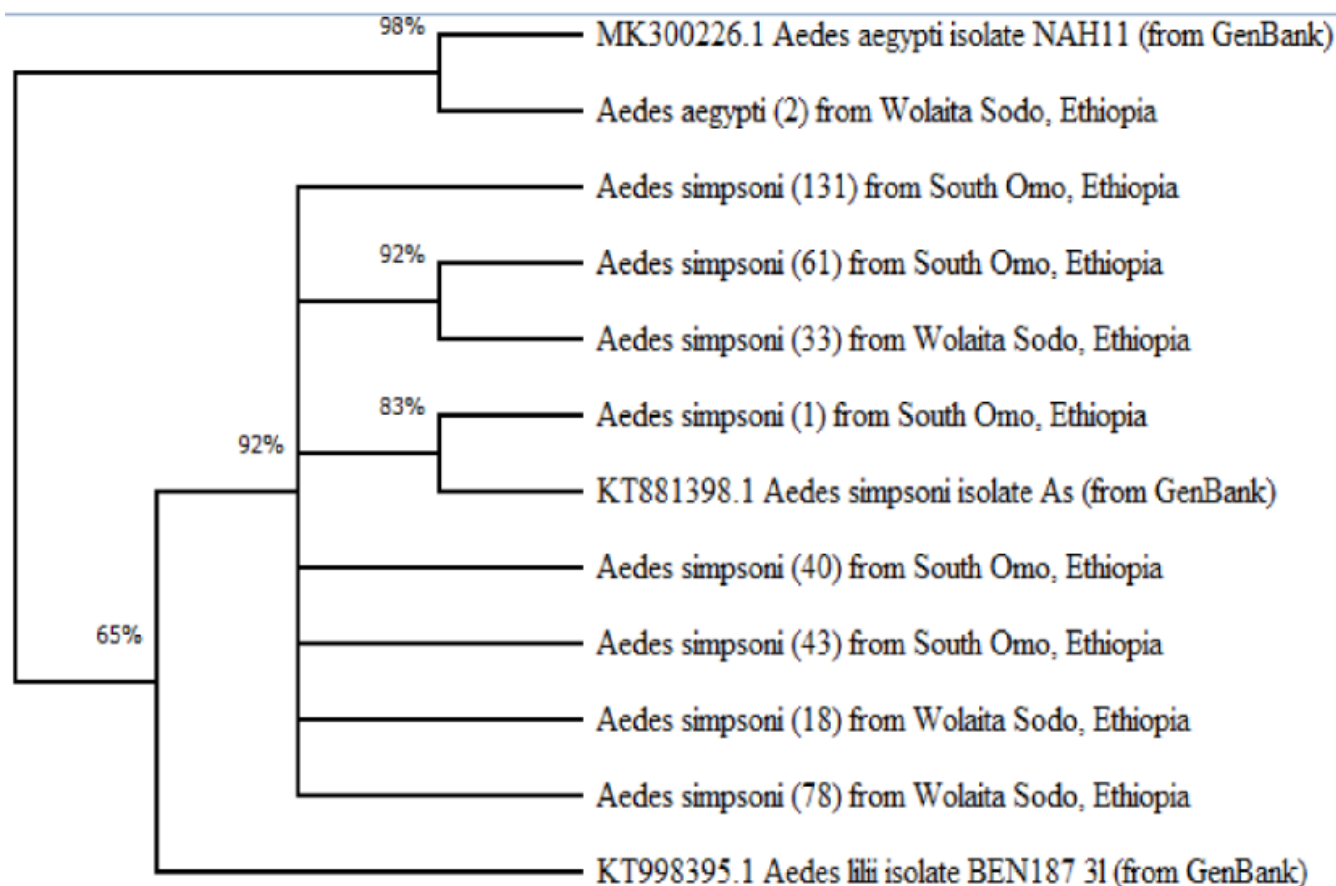 98%
MK300226.1 Aedes aegypti isolate NAH11 (from GenBank)
Aedes aegypti (2) from Wolaita Sodo, Ethiopia
Aedes simpsoni (131) from South Omo, Ethiopia
92%
Aedes simpsoni (61) from South Omo, Ethiopia
Aedes simpsoni (33) from Wolaita Sodo, Ethiopia
83%
Aedes simpsoni (1) from South Omo, Ethiopia
92%
KT881398.1 Aedes simpsoni isolate As (from GenBank)
Aedes simpsoni (40) from South Omo, Ethiopia
65%
Aedes simpsoni (43) from South Omo, Ethiopia
Aedes simpsoni (18) from Wolaita Sodo, Ethiopia
Aedes simpsoni (78) from Wolaita Sodo, Ethiopia
KT998395.1 Aedes lilii isolate BEN187 3l (from GenBank)